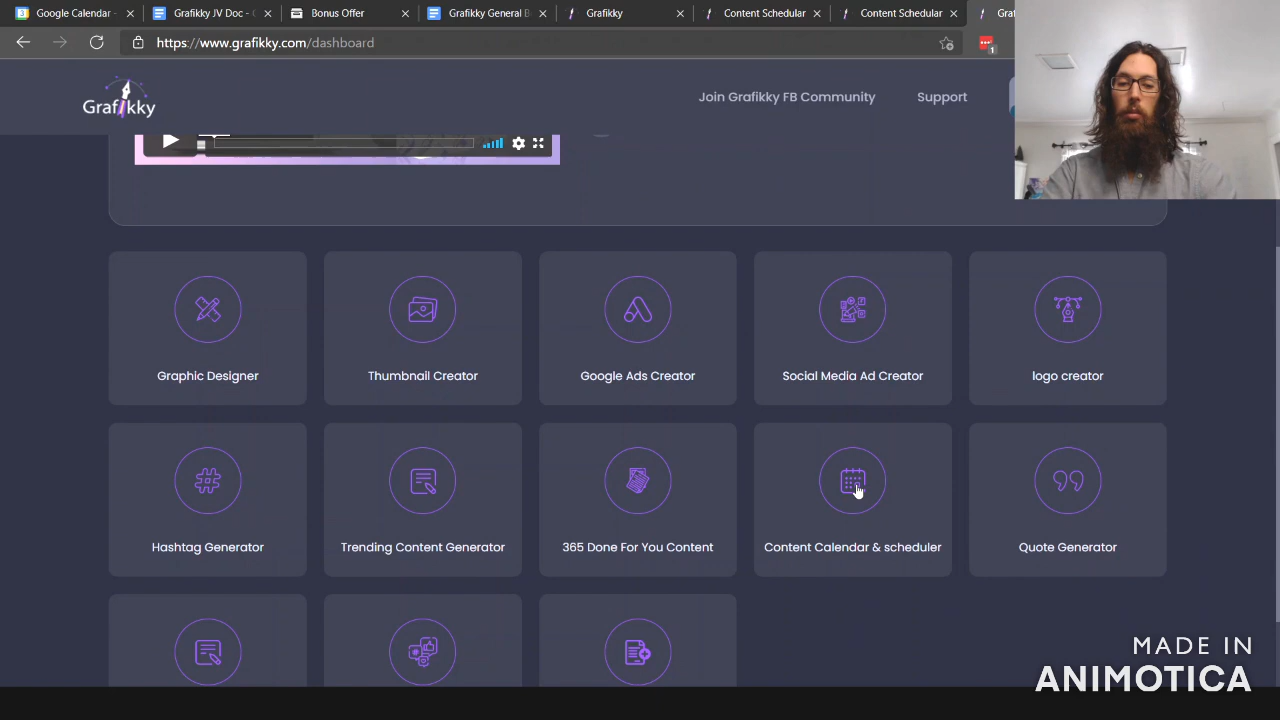 Google Calendar -
Grafikky JV Doc - G
Bonus Offer
Grafikky General B
Grafikky
Content Schedular
Content Schedular
Gra
https://www.grafikky.com/dashboard
1
Grafikky
Join Grafikky FB Community
Support
Graphic Designer
Thumbnail Creator
Google Ads Creator
Social Media Ad Creator
logo creator
Hashtag Generator
Trending Content Generator
365 Done For You Content
Content Calendar & scheduler
Quote Generator
MADE IN
ANIMOTICA